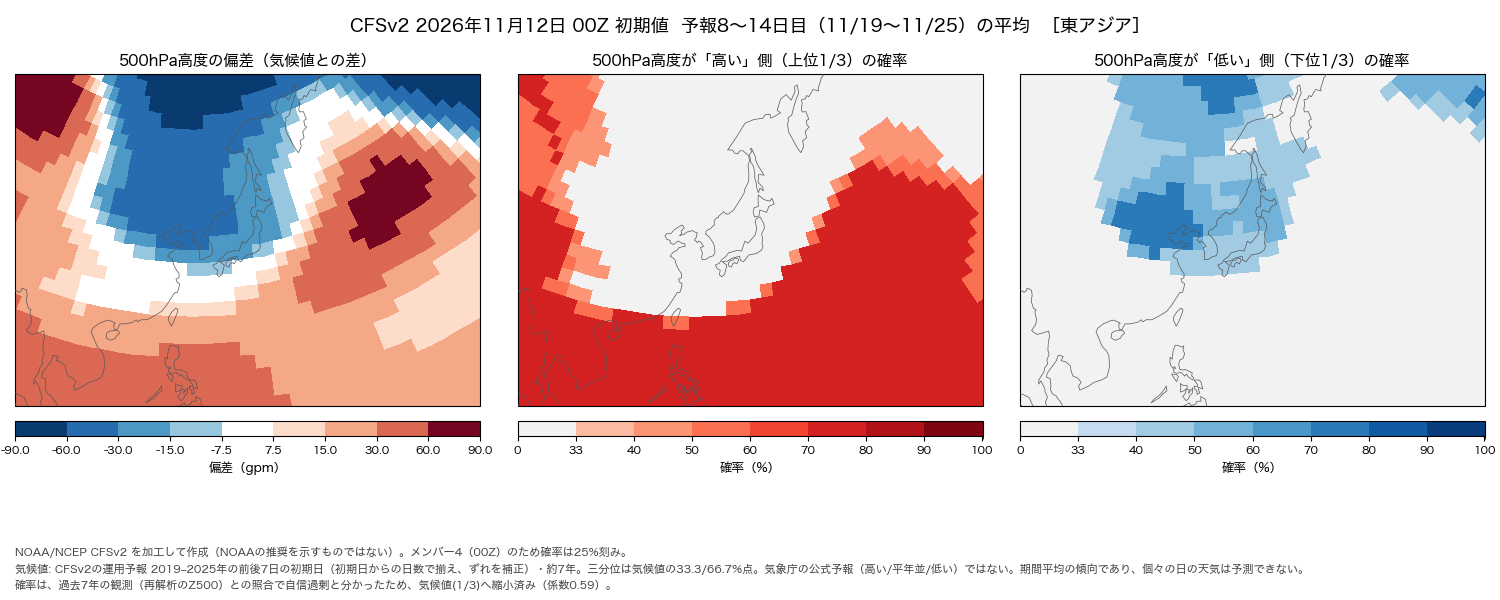 CFSv2 2026年11月12日 00Z 初期値 予報8～14日目（11/19～11/25）の平均 ［東アジア］
500hPa高度の偏差（気候値との差）
500hPa高度が「高い」側（上位1/3）の確率
500hPa高度が「低い」側（下位1/3）の確率
-90.0 -60.0 -30.0 -15.0 -7.5 7.5 15.0 30.0 60.0 90.0
偏差（gpm）
0 33 40 50 60 70 80 90 100
確率（%）
0 33 40 50 60 70 80 90 100
確率（%）
NOAA/NCEP CFSv2 を加工して作成（NOAAの推奨を示すものではない）。メンバー4（00Z）のため確率は25%刻み。
気候値: CFSv2の運用予報 2019–2025年の前後7日の初期日（初期日からの日数で揃え、ずれを補正）・約7年。三分位は気候値の33.3/66.7%点。気象庁の公式予報（高い/平年並/低い）ではない。期間平均の傾向であり、個々の日の天気は予測できない。
確率は、過去7年の観測（再解析のZ500）との照合で自信過剰と分かったため、気候値(1/3)へ縮小済み（係数0.59）。